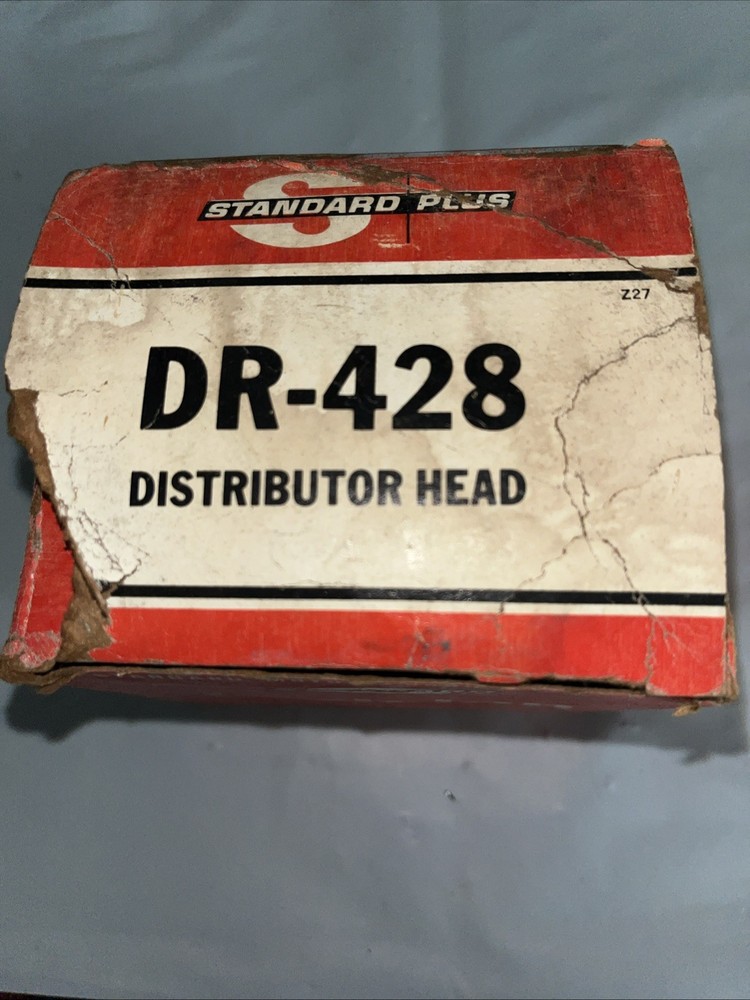 S
STANDARD PLUS
Z27
DR-428
DISTRIBUTOR HEAD